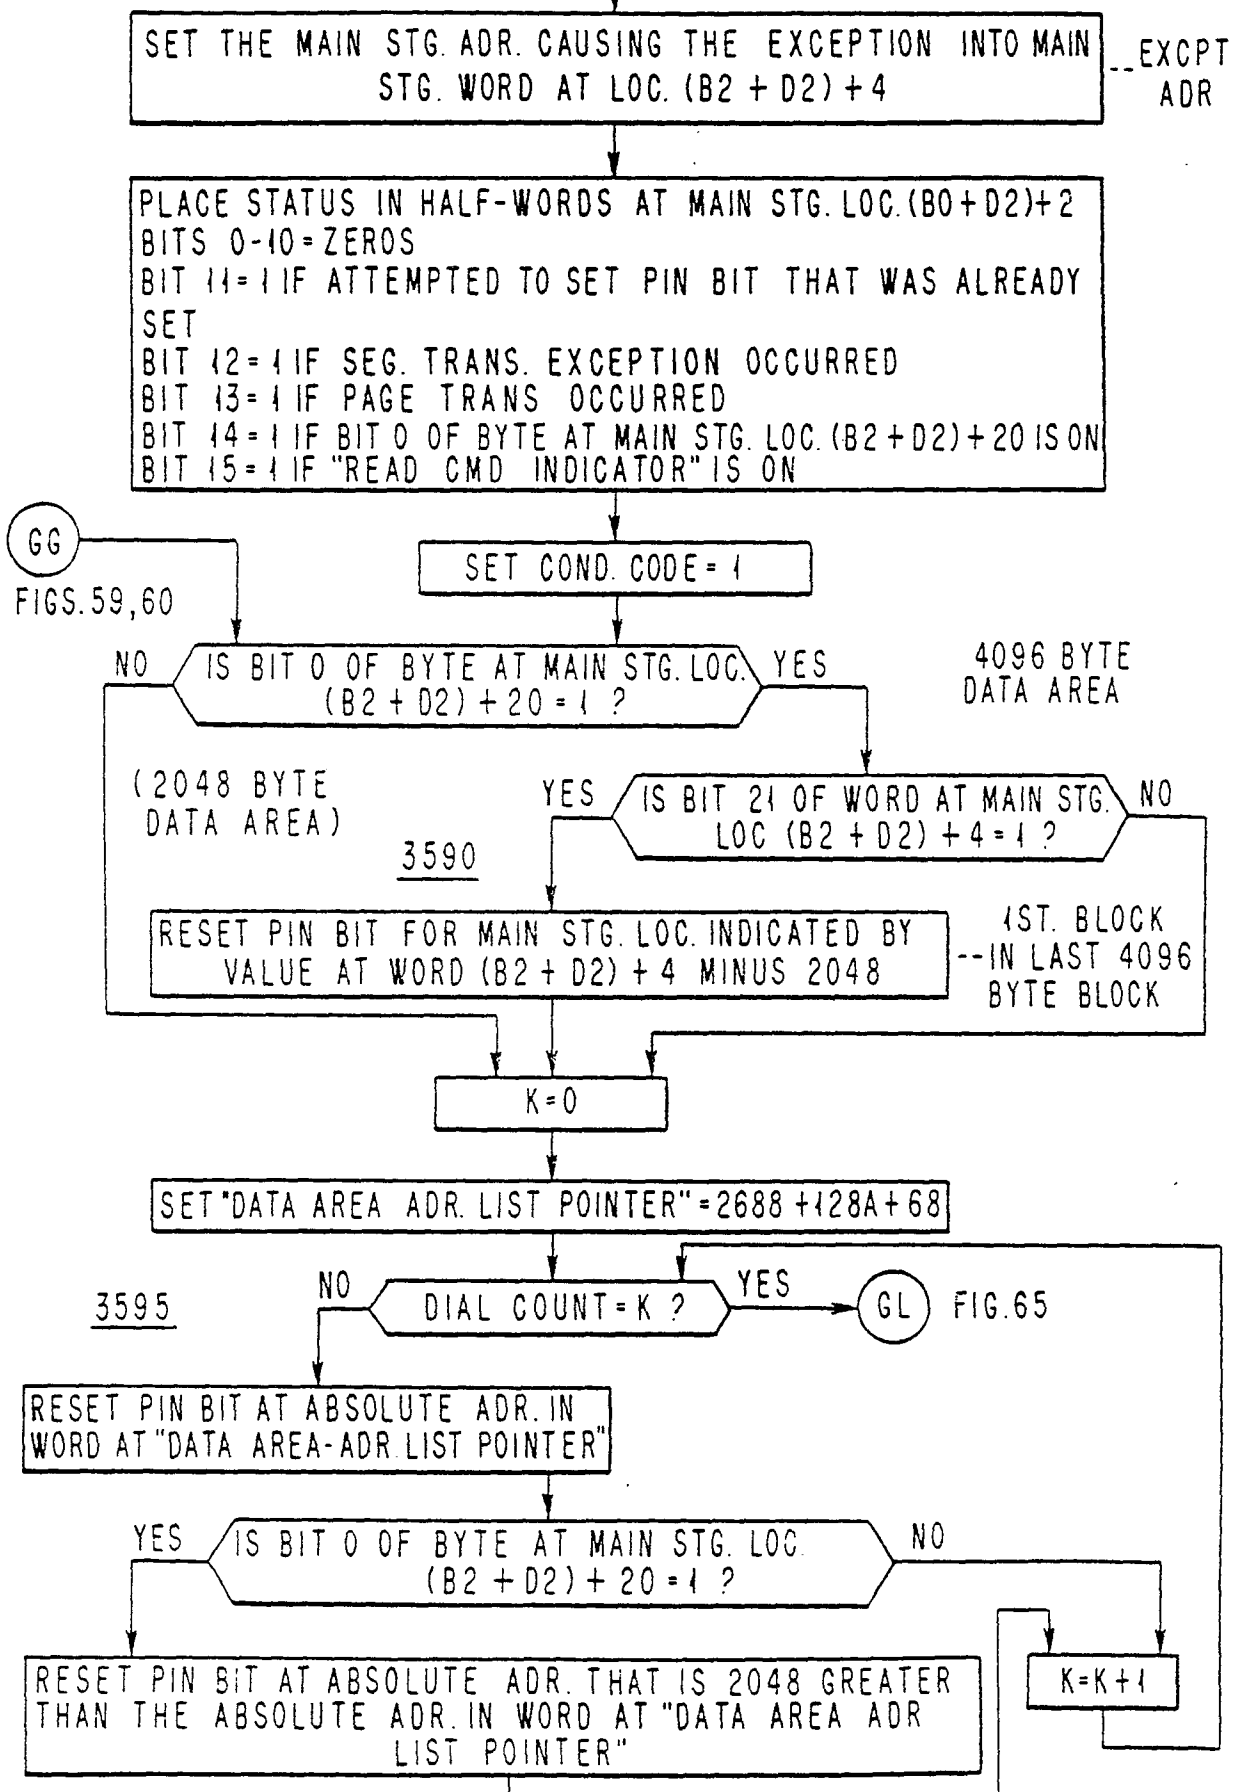 SET THE MAIN STG. ADR. CAUSING THE EXCEPTION INTO MAIN
STG. WORD AT LOC. (B2 + D2) + 4
--EXCPT
ADR
PLACE STATUS IN HALF-WORDS AT MAIN STG. LOC. (B0 + D2) + 2
BITS 0-10 = ZEROS
BIT 11 = 1 IF ATTEMPTED TO SET PIN BIT THAT WAS ALREADY
SET
BIT 12 = 1 IF SEG. TRANS. EXCEPTION OCCURRED
BIT 13 = 1 IF PAGE TRANS OCCURRED
BIT 14 = 1 IF BIT 0 OF BYTE AT MAIN STG. LOC. (B2 + D2) + 20 IS ON
BIT 15 = 1 IF "READ CMD INDICATOR" IS ON
GG
FIGS. 59,60
SET COND. CODE = 1
NO
IS BIT 0 OF BYTE AT MAIN STG. LOC.
(B2 + D2) + 20 = 1 ?
YES
4096 BYTE
DATA AREA
(2048 BYTE
DATA AREA)
YES
IS BIT 21 OF WORD AT MAIN STG.
LOC (B2 + D2) + 4 = 1 ?
NO
3590
RESET PIN BIT FOR MAIN STG. LOC. INDICATED BY
VALUE AT WORD (B2 + D2) + 4 MINUS 2048
1ST. BLOCK
--IN LAST 4096
BYTE BLOCK
K = 0
SET "DATA AREA ADR. LIST POINTER" = 2688 + 128A + 68
3595
NO
DIAL COUNT = K ?
YES
GL
FIG. 65
RESET PIN BIT AT ABSOLUTE ADR. IN
WORD AT "DATA AREA-ADR. LIST POINTER"
YES
IS BIT 0 OF BYTE AT MAIN STG. LOC.
(B2 + D2) + 20 = 1 ?
NO
RESET PIN BIT AT ABSOLUTE ADR. THAT IS 2048 GREATER
THAN THE ABSOLUTE ADR. IN WORD AT "DATA AREA ADR
LIST POINTER"
K = K + 1